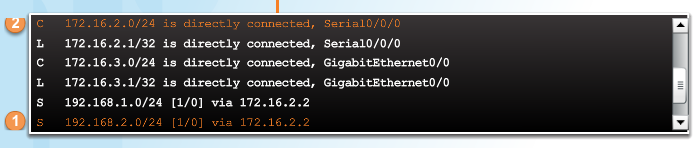 2 C 172.16.2.0/24 is directly connected, Serial0/0/0
L 172.16.2.1/32 is directly connected, Serial0/0/0
C 172.16.3.0/24 is directly connected, GigabitEthernet0/0
L 172.16.3.1/32 is directly connected, GigabitEthernet0/0
S 192.168.1.0/24 [1/0] via 172.16.2.2
1 S 192.168.2.0/24 [1/0] via 172.16.2.2